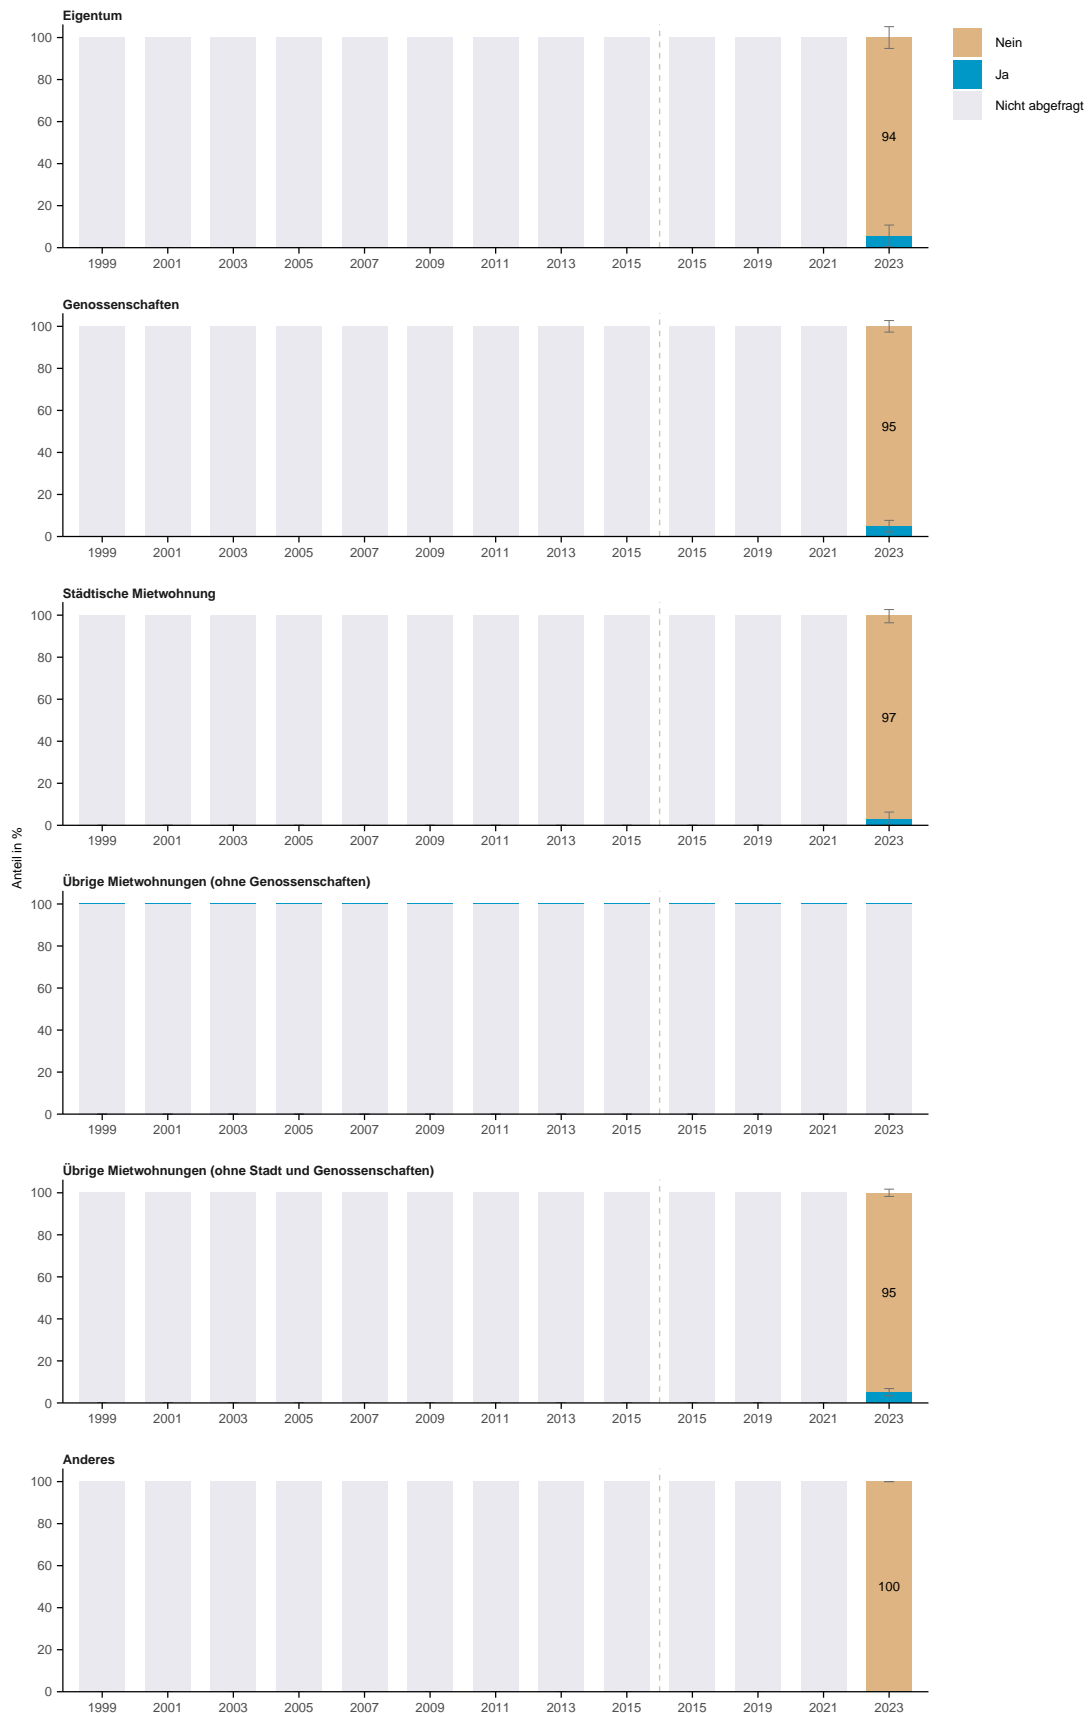 Eigentum
100
80
60
40
20
0
94
1999 2001 2003 2005 2007 2009 2011 2013 2015 2015 2019 2021 2023
Nein
Ja
Nicht abgefragt
Genossenschaften
100
80
60
40
20
0
95
1999 2001 2003 2005 2007 2009 2011 2013 2015 2015 2019 2021 2023
Städtische Mietwohnung
100
80
60
40
20
0
97
1999 2001 2003 2005 2007 2009 2011 2013 2015 2015 2019 2021 2023
Anteil in %
Übrige Mietwohnungen (ohne Genossenschaften)
100
80
60
40
20
0
1999 2001 2003 2005 2007 2009 2011 2013 2015 2015 2019 2021 2023
Übrige Mietwohnungen (ohne Stadt und Genossenschaften)
100
80
60
40
20
0
95
1999 2001 2003 2005 2007 2009 2011 2013 2015 2015 2019 2021 2023
Anderes
100
80
60
40
20
0
100
1999 2001 2003 2005 2007 2009 2011 2013 2015 2015 2019 2021 2023